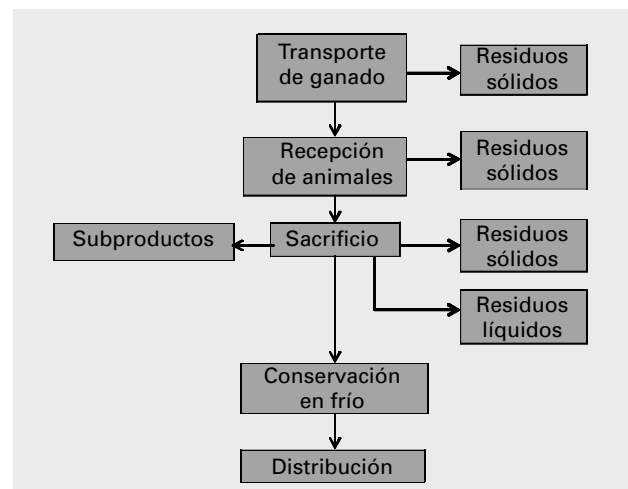 Transporte
de ganado
Residuos
sólidos
Recepción
de animales
Residuos
sólidos
Subproductos
Sacrificio
Residuos
sólidos
Residuos
líquidos
Conservación
en frío
Distribución